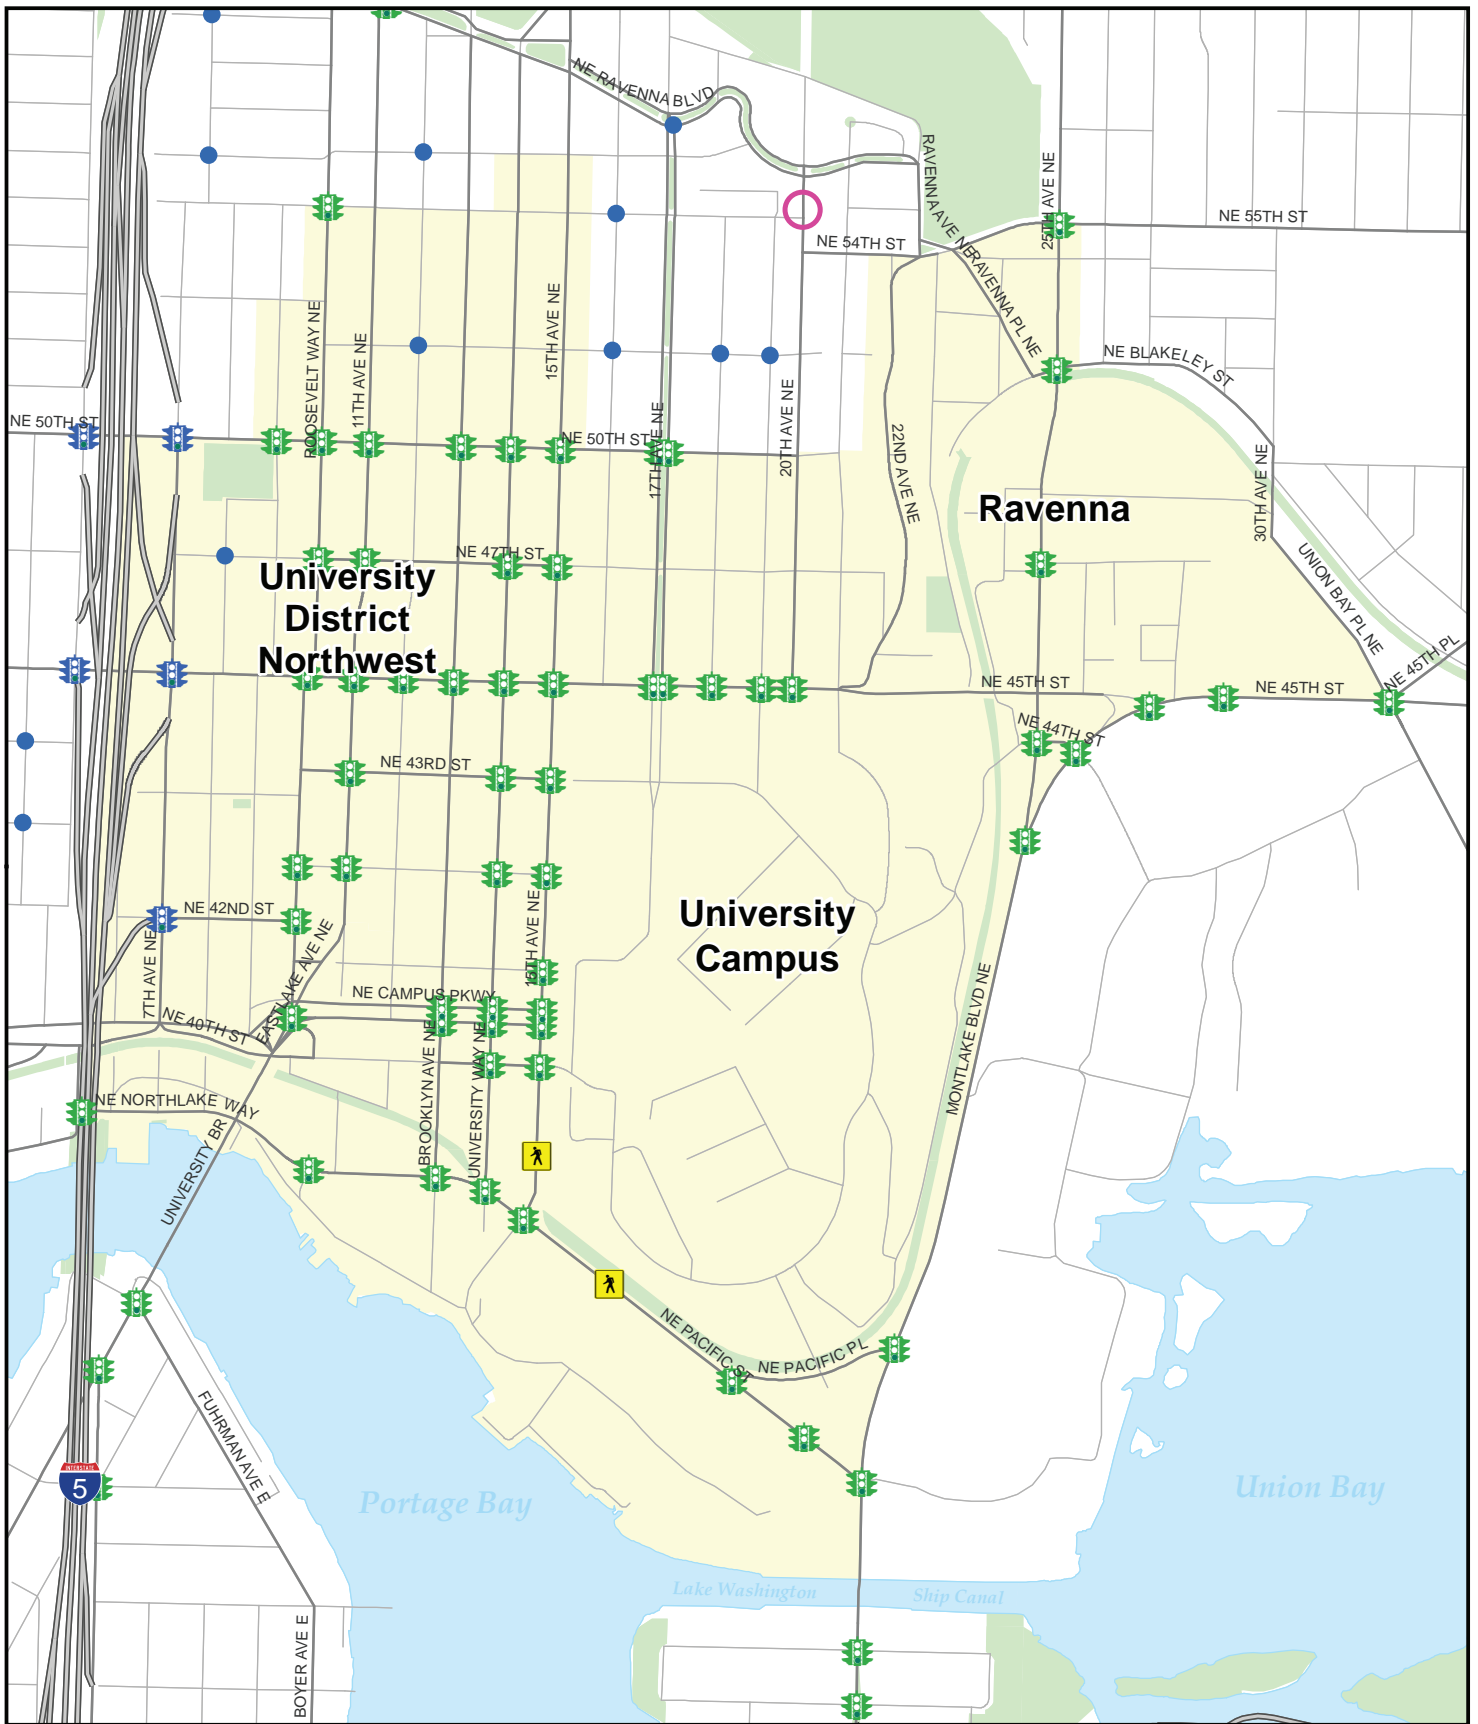 NE RAVENNA BLVD
RAVENNA AVE NE
25TH AVE NE
NE 55TH ST
NE 54TH ST
RAVENNA PL NE
NE BLAKELEY ST
ROOSEVELT WAY NE
11TH AVE NE
15TH AVE NE
NE 50TH ST
NE 50TH ST
17TH AVE NE
20TH AVE NE
22ND AVE NE
30TH AVE NE
Ravenna
NE 47TH ST
University
District
Northwest
UNION BAY PL NE
NE 45TH PL
NE 45TH ST
NE 45TH ST
NE 44TH ST
NE 43RD ST
University
Campus
NE 42ND ST
15TH AVE NE
7TH AVE NE
EASTLAKE AVE NE
NE CAMPUS PKWY
NE 40TH ST
MONTLAKE BLVD NE
BROOKLYN AVE NE
UNIVERSITY WAY NE
NE NORTHLAKE WAY
UNIVERSITY BR
NE PACIFIC ST
NE PACIFIC PL
FUHRMAN AVE E
INTERSTATE
5
Portage Bay
Union Bay
Lake Washington
Ship Canal
BOYER AVE E